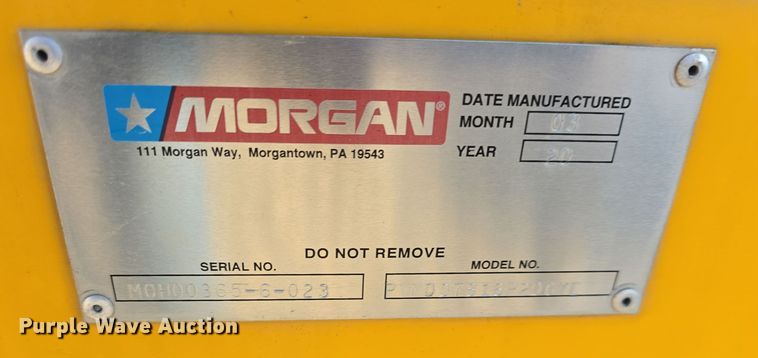 MORGAN®
111 Morgan Way, Morgantown, PA 19543
DATE MANUFACTURED
MONTH 03
YEAR 20
DO NOT REMOVE
SERIAL NO.
MODEL NO.
Purple Wave Auction